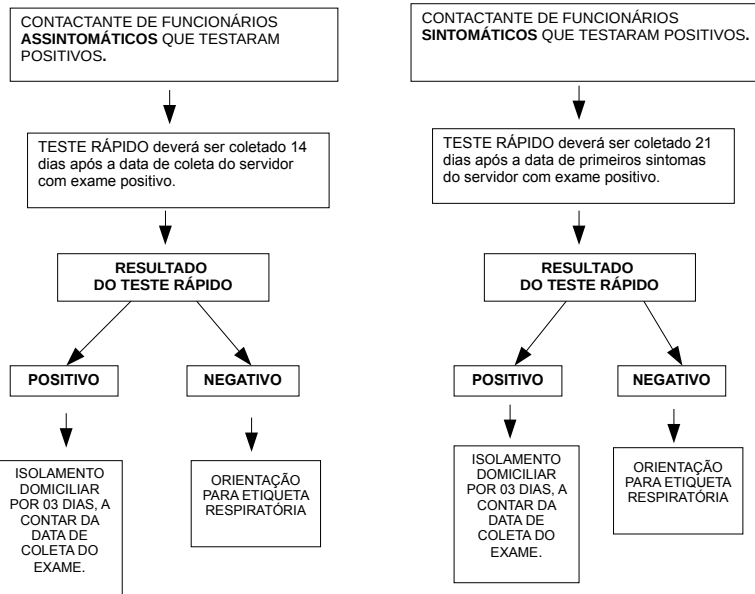 CONTACTANTE DE FUNCIONÁRIOS
ASSINTOMÁTICOS QUE TESTARAM
POSITIVOS.
TESTE RÁPIDO deverá ser coletado 14
dias após a data de coleta do servidor
com exame positivo.
RESULTADO
DO TESTE RÁPIDO
POSITIVO
NEGATIVO
ISOLAMENTO
DOMICILIAR
POR 03 DIAS, A
CONTAR DA
DATA DE
COLETA DO
EXAME.
ORIENTAÇÃO
PARA ETIQUETA
RESPIRATÓRIA
CONTACTANTE DE FUNCIONÁRIOS
SINTOMÁTICOS QUE TESTARAM POSITIVOS.
TESTE RÁPIDO deverá ser coletado 21
dias após a data de primeiros sintomas
do servidor com exame positivo.
RESULTADO
DO TESTE RÁPIDO
POSITIVO
NEGATIVO
ISOLAMENTO
DOMICILIAR
POR 03 DIAS, A
CONTAR DA
DATA DE
COLETA DO
EXAME.
ORIENTAÇÃO
PARA ETIQUETA
RESPIRATÓRIA